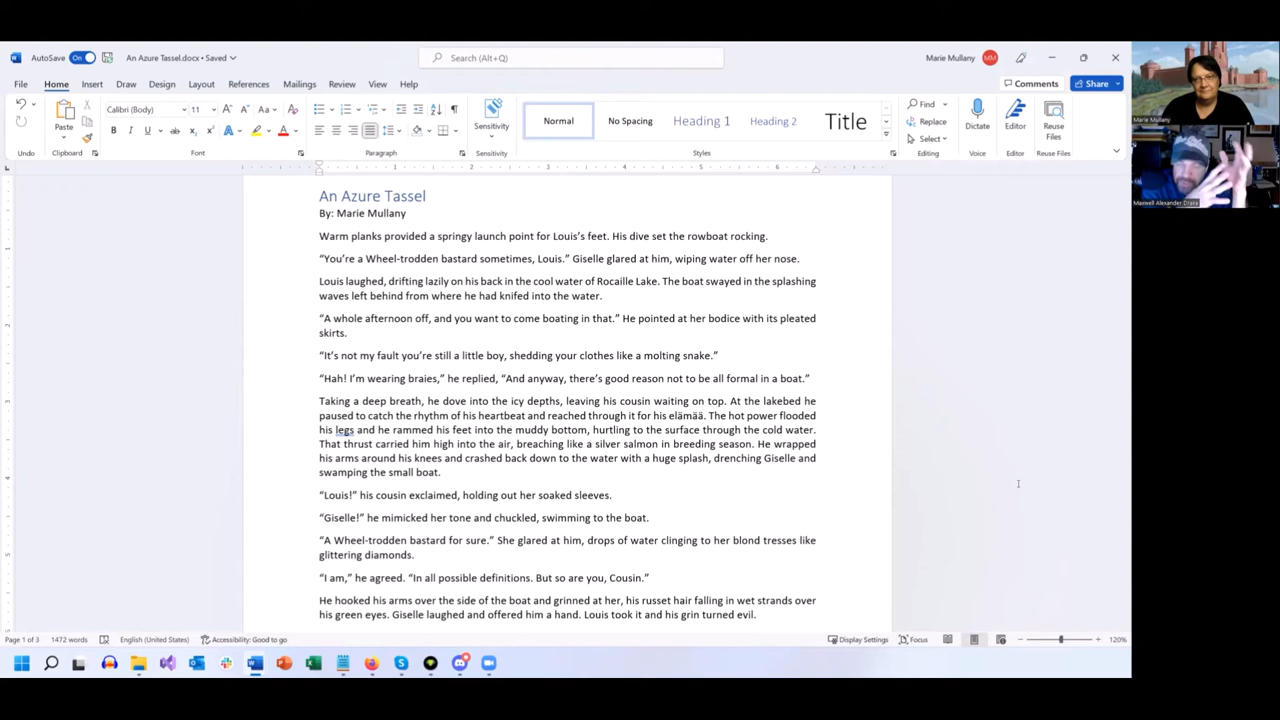 AutoSave On An Azure Tassel.docx • Saved Search (Alt+Q) Marie Mullany MM
File Home Insert Draw Design Layout References Mailings Review View Help Comments Share
Calibri (Body) 11 Aa Normal No Spacing Heading 1 Heading 2 Title Find
Replace
Select
Paste Sensitivity Dictate Editor Reuse Files
Undo Clipboard Font Paragraph Sensitivity Styles Editing Voice Editor Reuse Files
Marie Mullany
Maxwell Alexander Drake
An Azure Tassel
By: Marie Mullany
Warm planks provided a springy launch point for Louis’s feet. His dive set the rowboat rocking.
“You’re a Wheel-trodden bastard sometimes, Louis.” Giselle glared at him, wiping water off her nose.
Louis laughed, drifting lazily on his back in the cool water of Rocaille Lake. The boat swayed in the splashing
waves left behind from where he had knifed into the water.
“A whole afternoon off, and you want to come boating in that.” He pointed at her bodice with its pleated
skirts.
“It’s not my fault you’re still a little boy, shedding your clothes like a molting snake.”
“Hah! I’m wearing braies,” he replied, “And anyway, there’s good reason not to be all formal in a boat.”
Taking a deep breath, he dove into the icy depths, leaving his cousin waiting on top. At the lakebed he
paused to catch the rhythm of his heartbeat and reached through it for his elämää. The hot power flooded
his legs and he rammed his feet into the muddy bottom, hurtling to the surface through the cold water.
That thrust carried him high into the air, breaching like a silver salmon in breeding season. He wrapped
his arms around his knees and crashed back down to the water with a huge splash, drenching Giselle and
swamping the small boat.
“Louis!” his cousin exclaimed, holding out her soaked sleeves.
“Giselle!” he mimicked her tone and chuckled, swimming to the boat.
“A Wheel-trodden bastard for sure.” She glared at him, drops of water clinging to her blond tresses like
glittering diamonds.
“I am,” he agreed. “In all possible definitions. But so are you, Cousin.”
He hooked his arms over the side of the boat and grinned at her, his russet hair falling in wet strands over
his green eyes. Giselle laughed and offered him a hand. Louis took it and his grin turned evil.
Page 1 of 3 1472 words English (United States) Accessibility: Good to go Display Settings Focus 120%